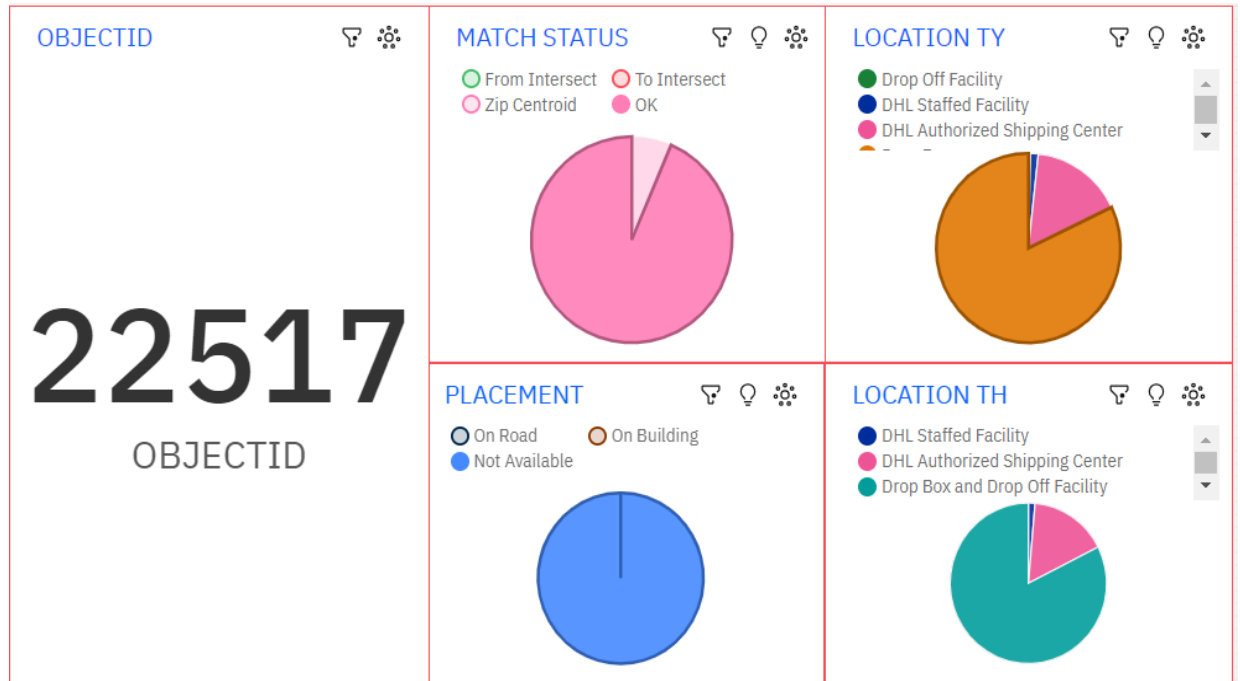 OBJECTID
22517
OBJECTID
MATCH STATUS
From Intersect To Intersect
Zip Centroid OK
LOCATION TY
Drop Off Facility
DHL Staffed Facility
DHL Authorized Shipping Center
PLACEMENT
On Road On Building
Not Available
LOCATION TH
DHL Staffed Facility
DHL Authorized Shipping Center
Drop Box and Drop Off Facility